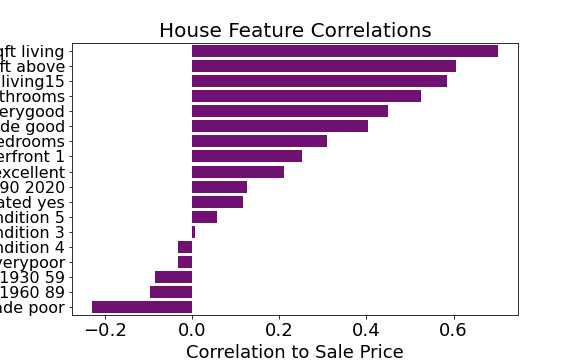 House Feature Correlations
qft living
ft above
living15
throoms
erygood
de good
edrooms
erfront 1
excellent
90 2020
ated yes
ndition 5
ndition 3
ndition 4
verypoor
1930 59
1960 89
ade poor
−0.2 0.0 0.2 0.4 0.6
Correlation to Sale Price